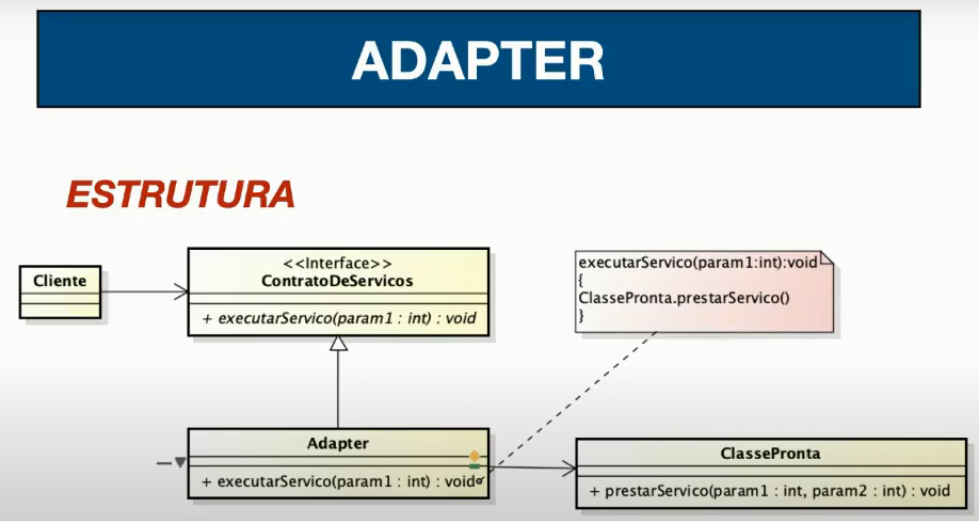 ADAPTER
ESTRUTURA
Cliente
<<Interface>>
ContratoDeServicos
+ executarServico(param1 : int) : void
executarServico(param1:int):void
{
ClassePronta.prestarServico()
}
Adapter
+ executarServico(param1 : int) : void
ClassePronta
+ prestarServico(param1 : int, param2 : int) : void